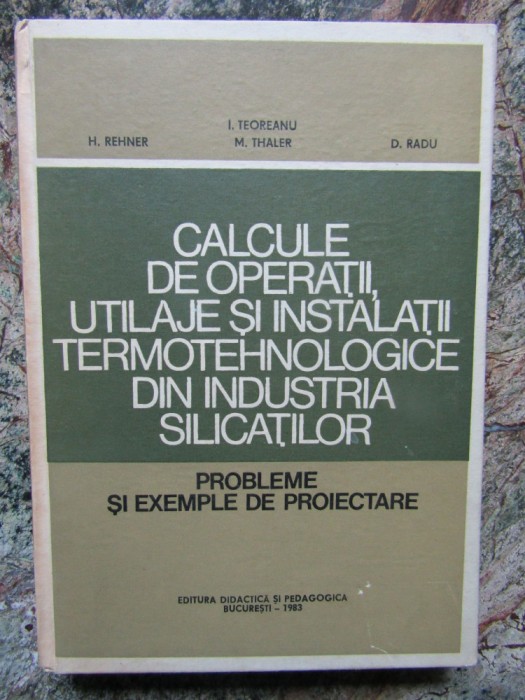 I. TEOREANU
H. REHNER M. THALER D. RADU
CALCULE
DE OPERAȚII,
UTILAJE ȘI INSTALAȚII
TERMOTEHNOLOGICE
DIN INDUSTRIA
SILICAȚILOR
PROBLEME
ȘI EXEMPLE DE PROIECTARE
EDITURA DIDACTICĂ ȘI PEDAGOGICA
BUCUREȘTI – 1983